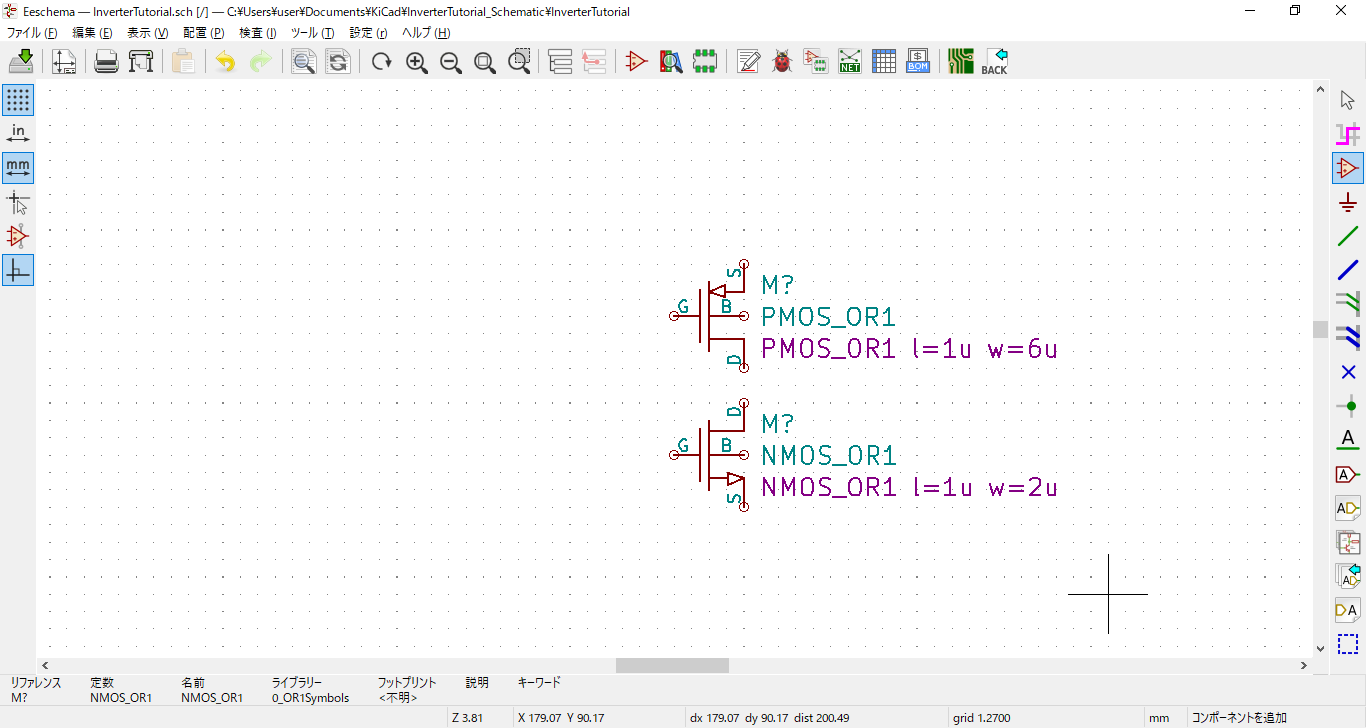 Eeschema — InverterTutorial.sch [/] — C:¥Users¥user¥Documents¥KiCad¥InverterTutorial_Schematic¥InverterTutorial
ファイル (F) 編集 (E) 表示 (V) 配置 (P) 検査 (I) ツール (T) 設定 (r) ヘルプ (H)
NET
$
BOM
BACK
in
mm
A
A
AD
AD
DA
S
M?
G
B
PMOS_OR1
PMOS_OR1 l=1u w=6u
D
D
M?
G
B
NMOS_OR1
NMOS_OR1 l=1u w=2u
S
リファレンス 定数 名前 ライブラリー フットプリント 説明 キーワード
M? NMOS_OR1 NMOS_OR1 0_OR1Symbols <不明>
Z 3.81 X 179.07 Y 90.17 dx 179.07 dy 90.17 dist 200.49 grid 1.2700 mm コンポーネントを追加